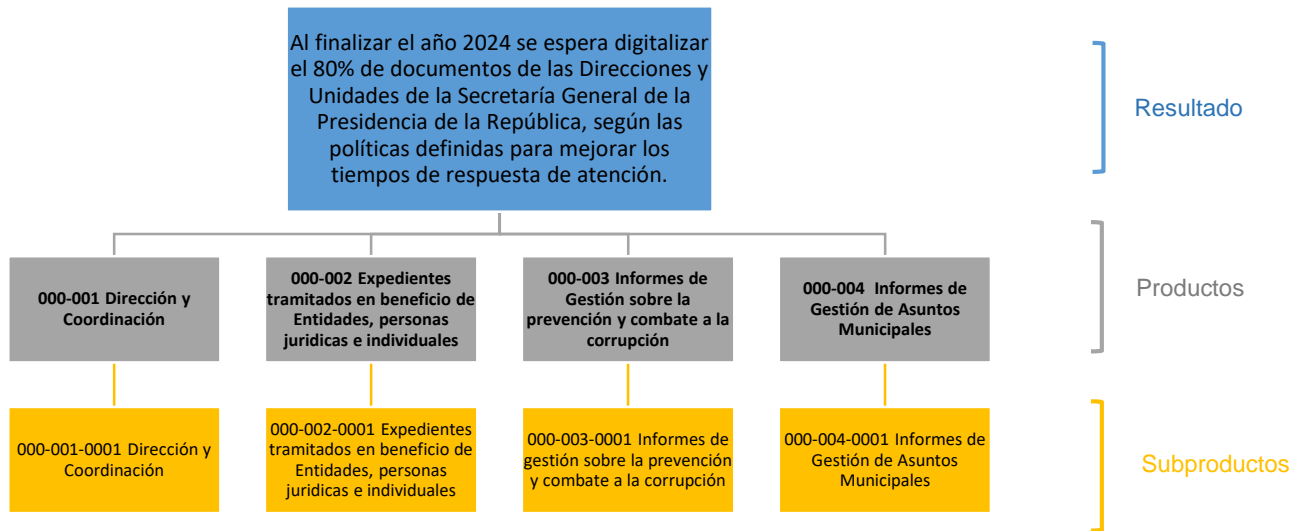 Al finalizar el año 2024 se espera digitalizar
el 80% de documentos de las Direcciones y
Unidades de la Secretaría General de la
Presidencia de la República, según las
políticas definidas para mejorar los
tiempos de respuesta de atención.
Resultado
000-001 Dirección y
Coordinación
000-002 Expedientes
tramitados en beneficio de
Entidades, personas
juridicas e individuales
000-003 Informes de
Gestión sobre la
prevención y combate a la
corrupción
000-004 Informes de
Gestión de Asuntos
Municipales
Productos
000-001-0001 Dirección y
Coordinación
000-002-0001 Expedientes
tramitados en beneficio de
Entidades, personas
juridicas e individuales
000-003-0001 Informes de
gestión sobre la prevención
y combate a la corrupción
000-004-0001 Informes de
Gestión de Asuntos
Municipales
Subproductos